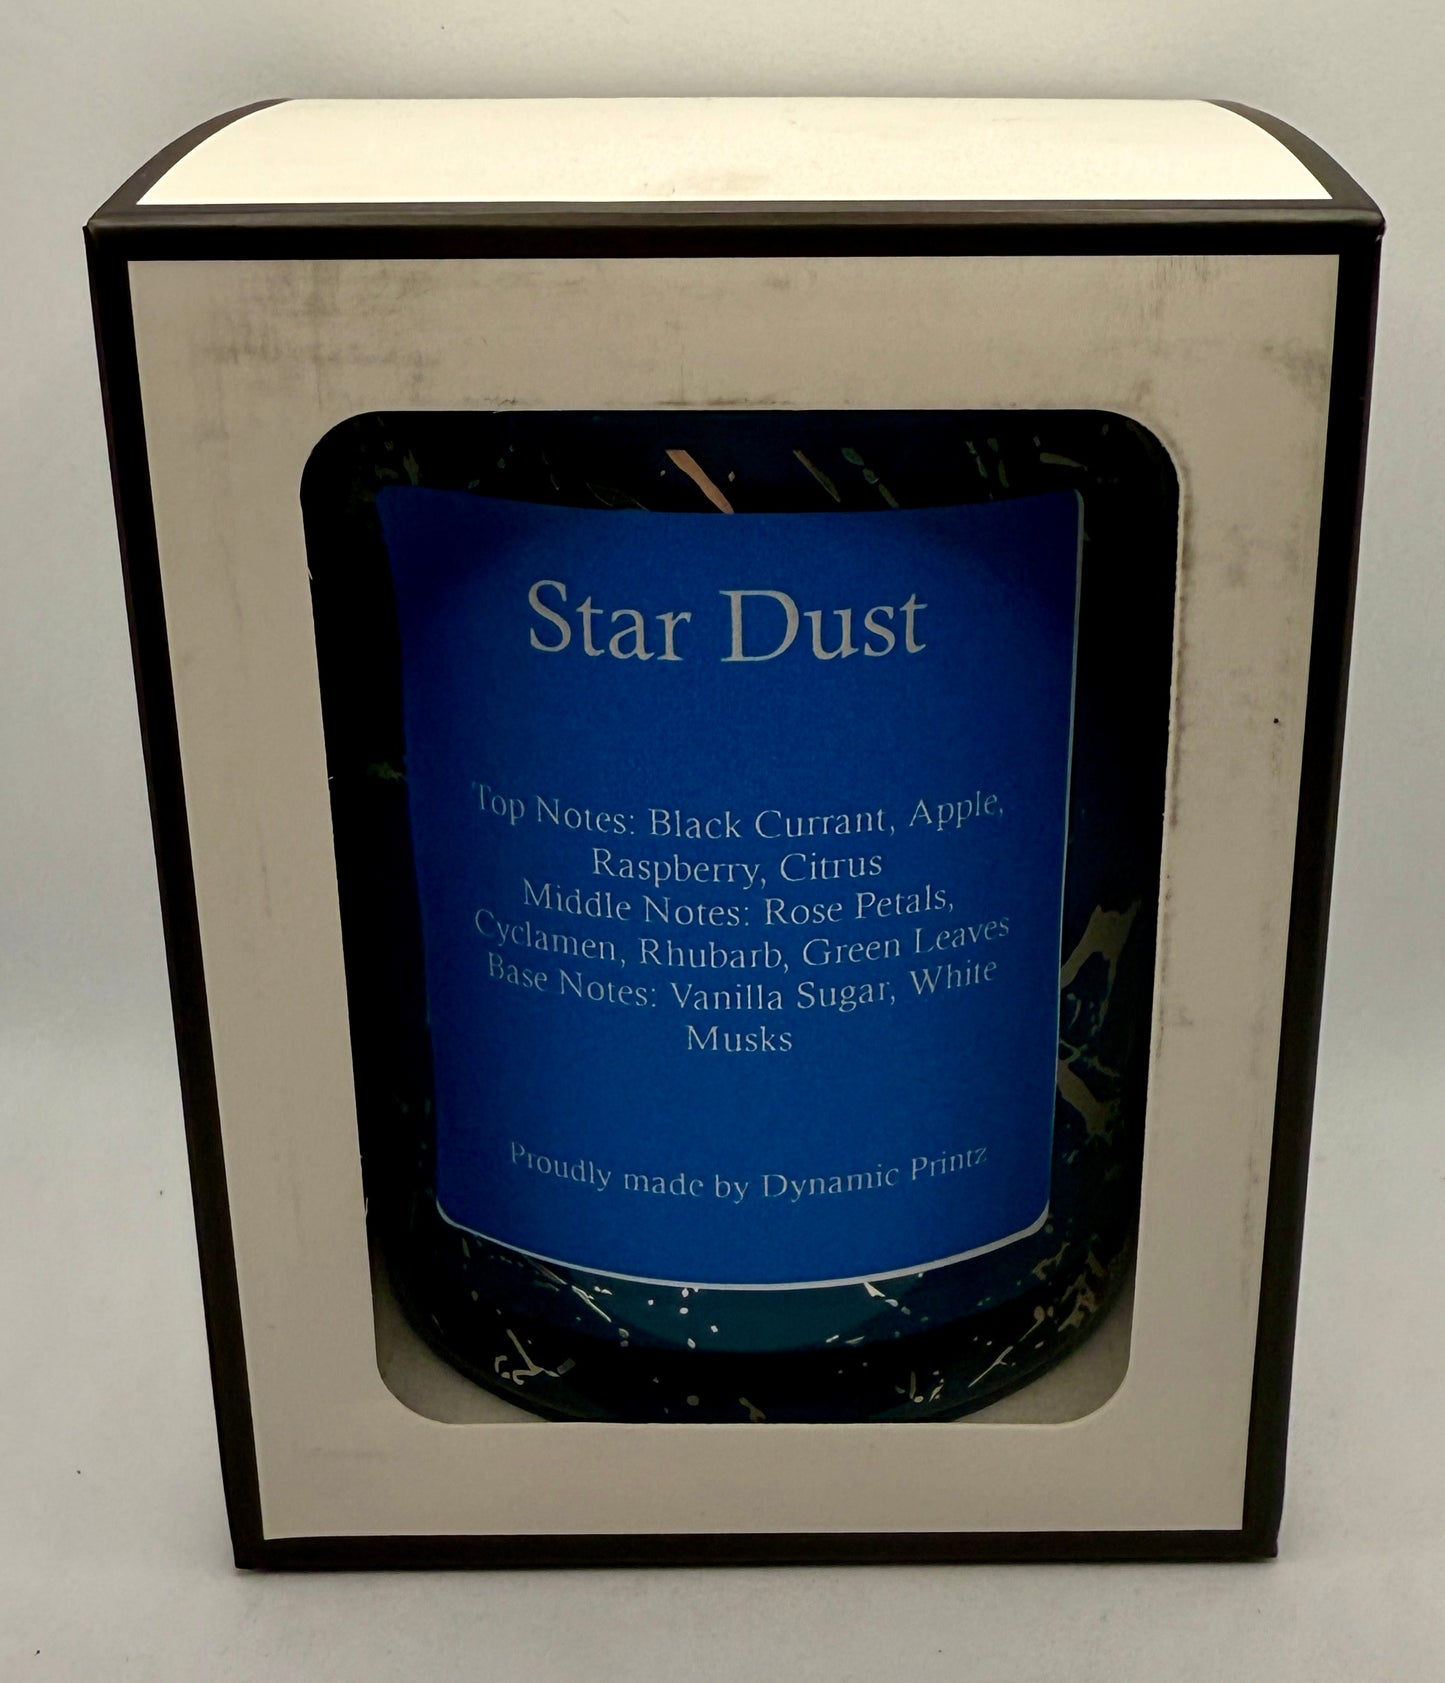 Star Dust
Top Notes: Black Currant, Apple,
Raspberry, Citrus
Middle Notes: Rose Petals,
Cyclamen, Rhubarb, Green Leaves
Base Notes: Vanilla Sugar, White
Musks
Proudly made by Dynamic Printz